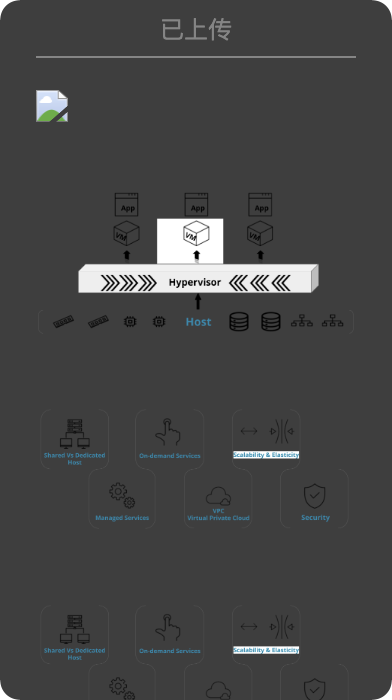 已上传
App App App
VM VM VM
Hypervisor
Host
Shared Vs Dedicated
Host
On-demand Services
Scalability & Elasticity
Managed Services
VPC
Virtual Private Cloud
Security
Shared Vs Dedicated
Host
On-demand Services
Scalability & Elasticity